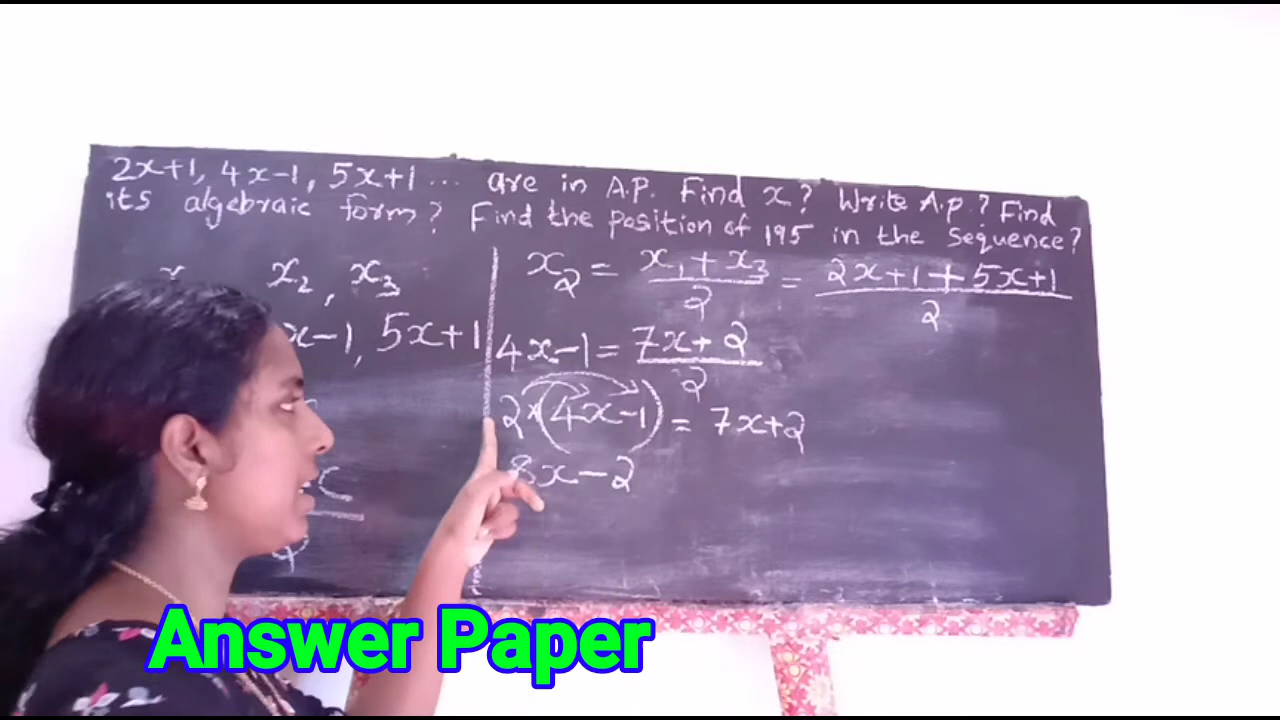 2x+1, 4x-1, 5x+1 ... are in A.P. Find x? Write A.p.? Find
its algebraic form? Find the position of 195 in the sequence?
x₂, x₃
x-1, 5x+1
x₂ = (x₁ + x₃)/2 = (2x+1 + 5x+1)/2
4x-1 = (7x+2)/2
2×(4x-1) = 7x+2
8x-2
Answer Paper